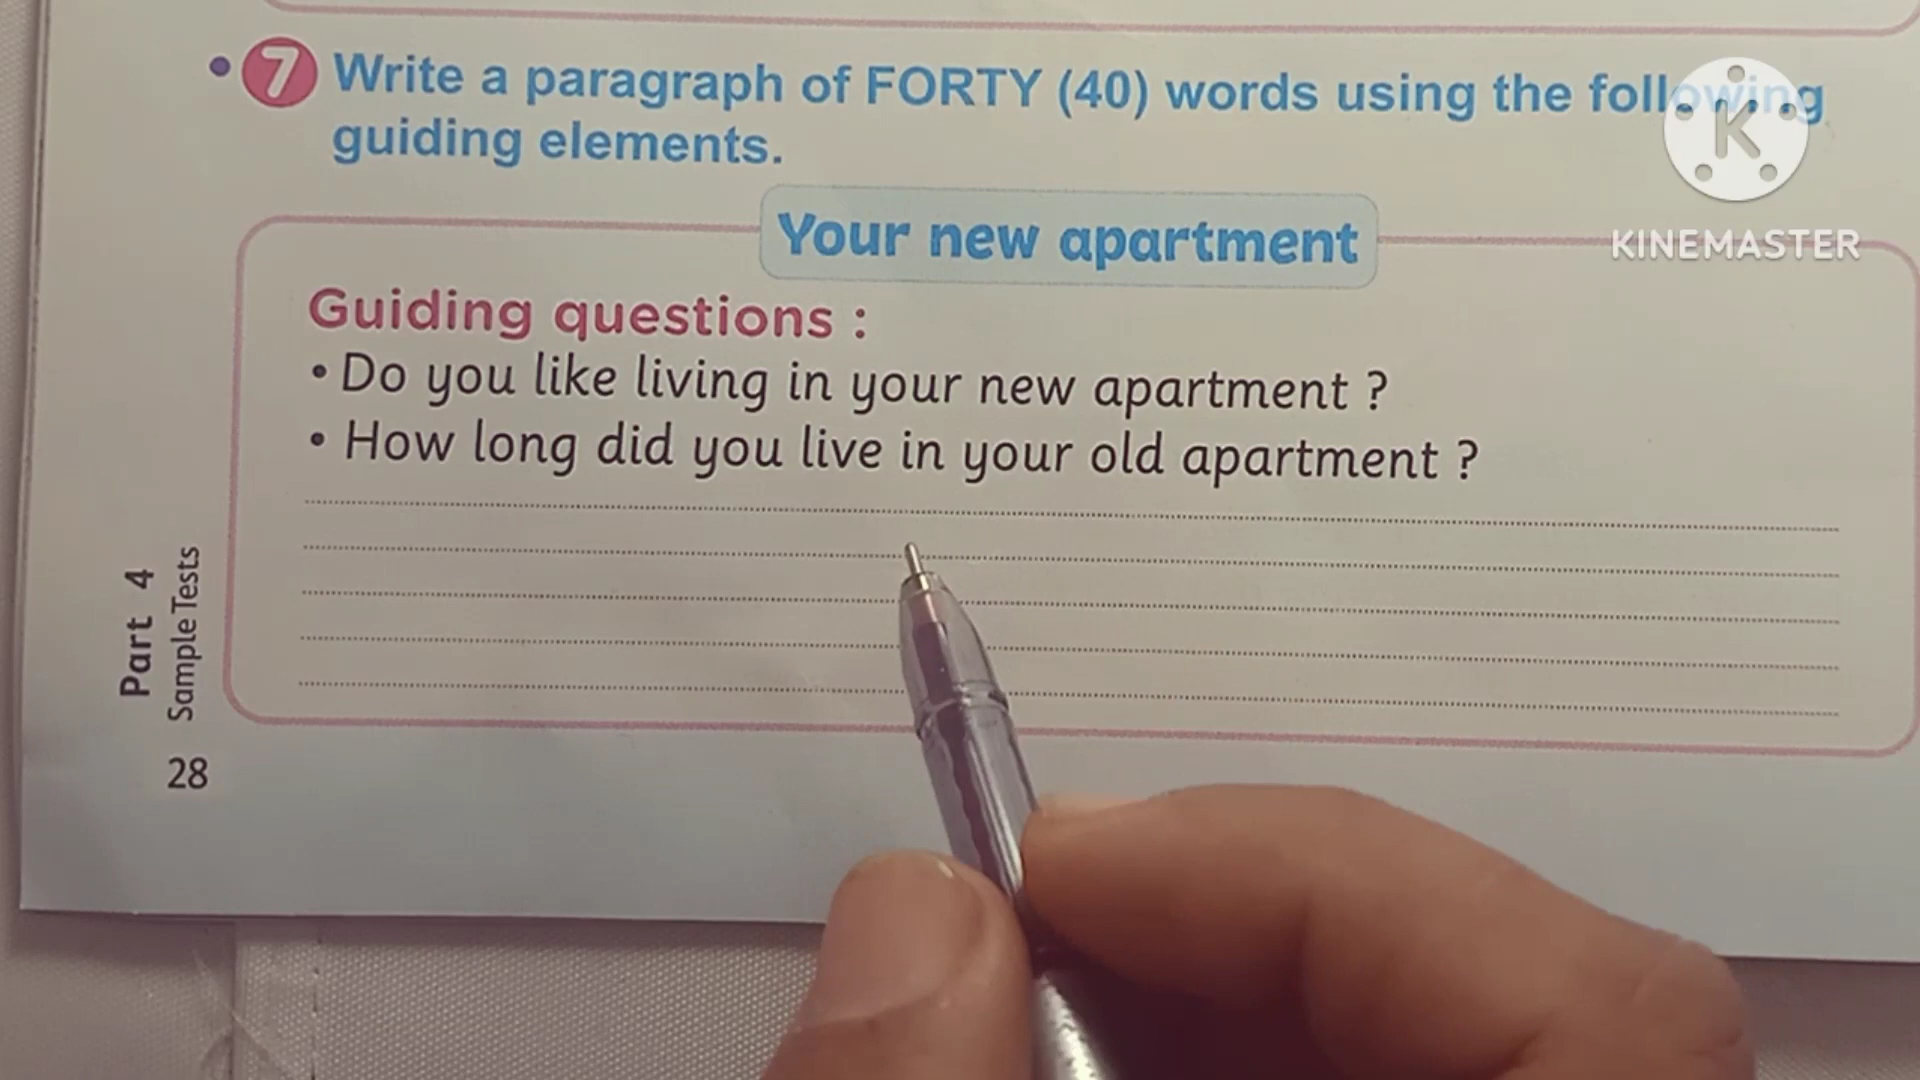 • 7 Write a paragraph of FORTY (40) words using the following
guiding elements.
K
KINEMASTER
Your new apartment
Guiding questions :
• Do you like living in your new apartment ?
• How long did you live in your old apartment ?
Part 4
Sample Tests
28